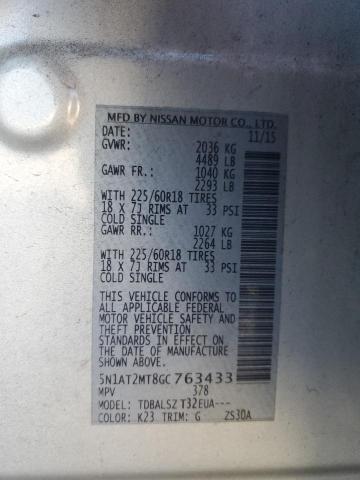 MFD BY NISSAN MOTOR CO., LTD.
DATE: 11/15
GVWR: 2036 KG
4489 LB
GAWR FR.: 1040 KG
2293 LB
WITH 225/60R18 TIRES
18 X 7J RIMS AT 33 PSI
COLD SINGLE
GAWR RR.: 1027 KG
2264 LB
WITH 225/60R18 TIRES
18 X 7J RIMS AT 33 PSI
COLD SINGLE
THIS VEHICLE CONFORMS TO
ALL APPLICABLE FEDERAL
MOTOR VEHICLE SAFETY AND
THEFT PREVENTION
STANDARDS IN EFFECT ON
THE DATE OF MANUFACTURE
SHOWN ABOVE.
5N1AT2MT8GC763433
MPV 378
MODEL: TDBALSZ T32EUA---
COLOR: K23 TRIM: G ZS30A